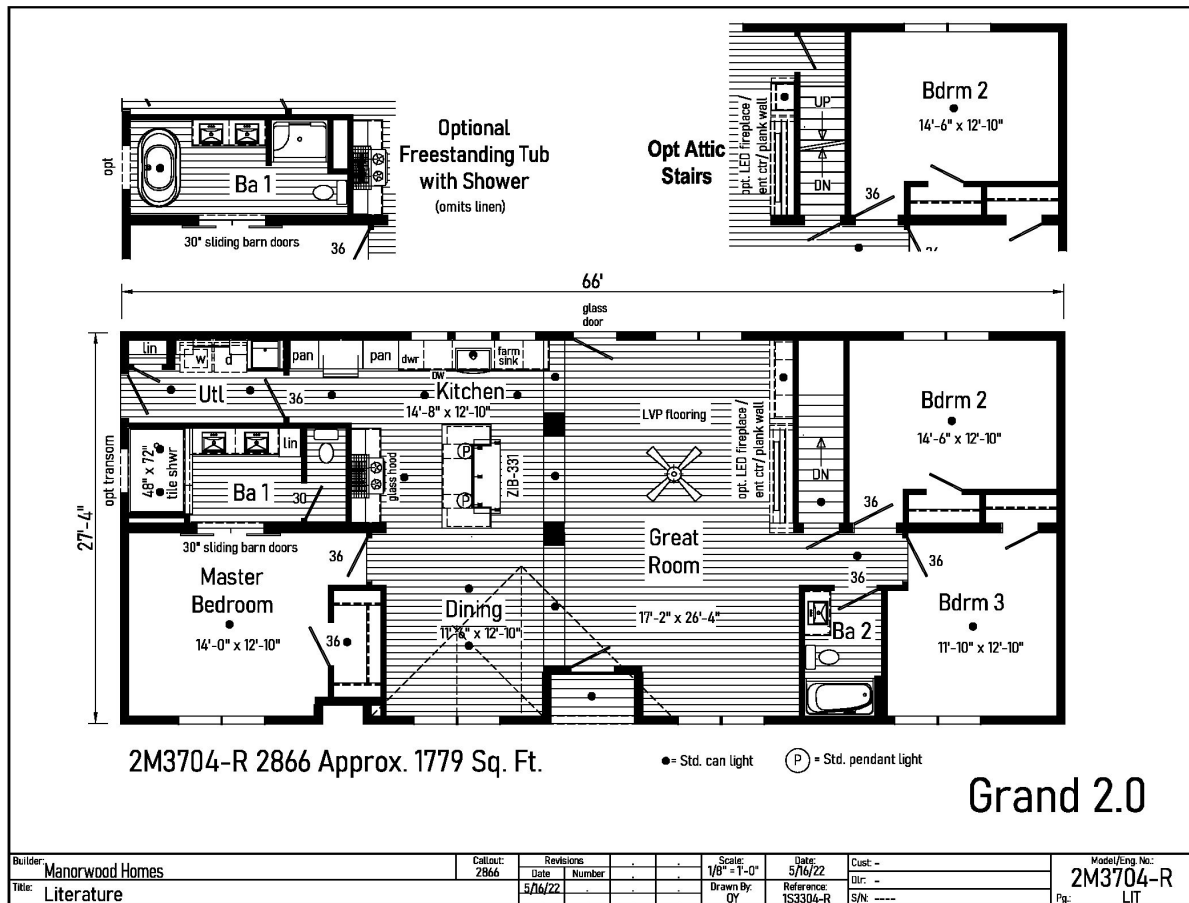 Optional
Freestanding Tub
with Shower
(omits linen)
opt
Ba 1
30" sliding barn doors
36
Opt Attic
Stairs
opt. LED fireplace /
ent ctr/ plank wall
UP
DN
36
Bdrm 2
14'-6" x 12'-10"
66'
27'-4"
glass
door
lin
w
d
Utl
36
pan
pan
dwr
DW
farm
sink
Kitchen
14'-8" x 12'-10"
LVP flooring
opt. LED fireplace /
ent ctr/ plank wall
DN
Bdrm 2
14'-6" x 12'-10"
36
opt transom
48" x 72"
tile shwr
lin
Ba 1
30
glass hood
P
P
ZIB-331
30" sliding barn doors
36
Master
Bedroom
14'-0" x 12'-10"
36
Dining
11'-6" x 12'-10"
Great
Room
17'-2" x 26'-4"
36
36
Ba 2
Bdrm 3
11'-10" x 12'-10"
2M3704-R 2866 Approx. 1779 Sq. Ft.
= Std. can light
P = Std. pendant light
Grand 2.0
Builder: Manorwood Homes
Title: Literature
Callout:
2866
Revisions
Date Number
5/16/22
Scale:
1/8" = 1'-0"
Drawn By:
OY
Date:
5/16/22
Reference:
1S3304-R
Cust: -
Dlr: -
S/N: ----
Model/Eng. No.:
2M3704-R
Pg.: LIT